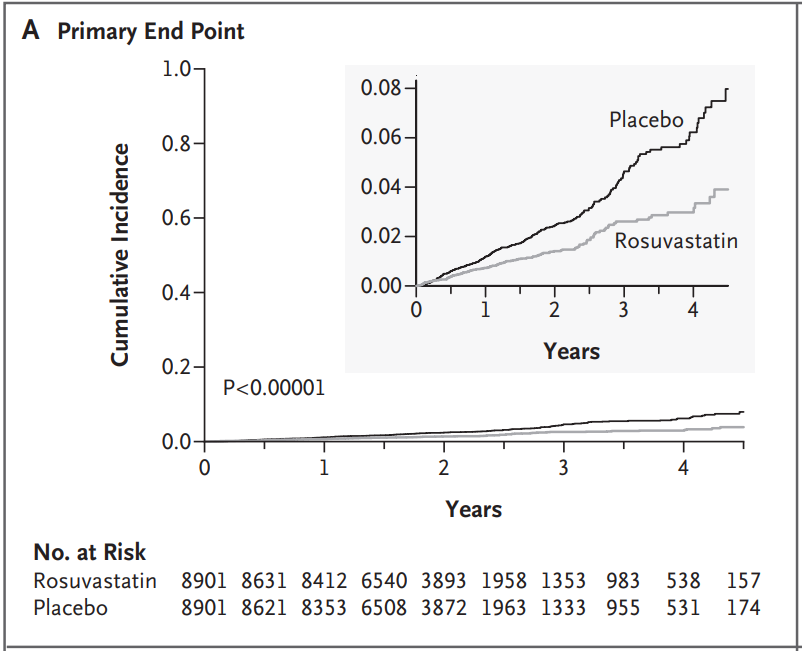 A Primary End Point
1.0
0.8
0.6
0.4
0.2
0.0
Cumulative Incidence
P<0.00001
0 1 2 3 4
Years
0.08
0.06
0.04
0.02
0.00
Placebo
Rosuvastatin
0 1 2 3 4
Years
No. at Risk
Rosuvastatin 8901 8631 8412 6540 3893 1958 1353 983 538 157
Placebo 8901 8621 8353 6508 3872 1963 1333 955 531 174